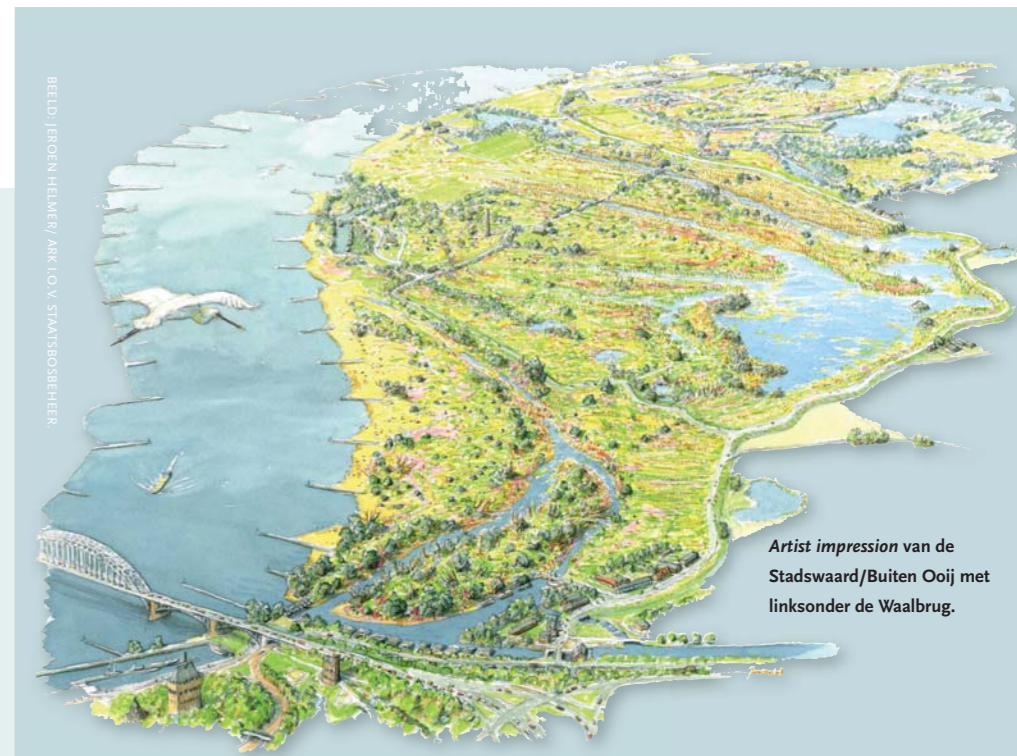 BEELD: JEROEN HELMER/ ARK I.O.V. STAATSBOSBEHEER.
Artist impression van de
Stadswaard/Buiten Ooij met
linksonder de Waalbrug.